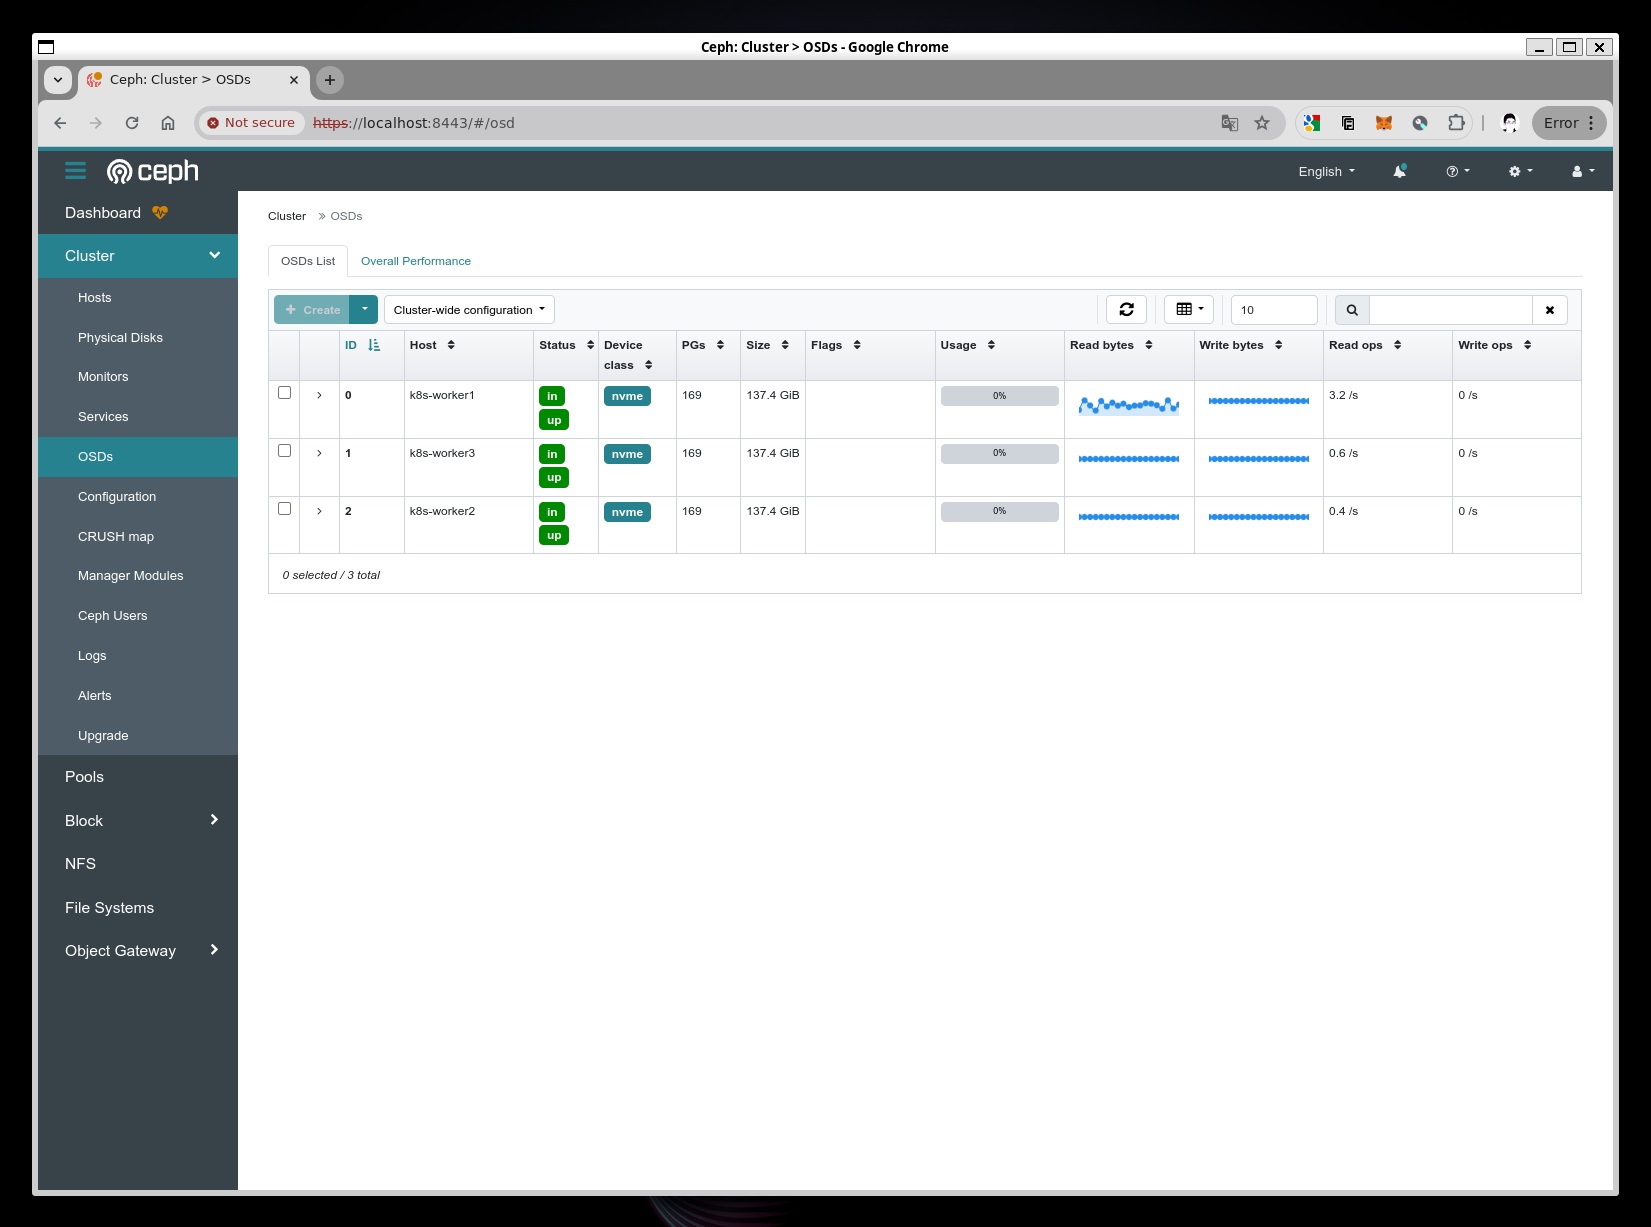 Ceph: Cluster > OSDs - Google Chrome
Ceph: Cluster > OSDs
Not secure https://localhost:8443/#/osd Error
ceph English
Dashboard
Cluster
Hosts
Physical Disks
Monitors
Services
OSDs
Configuration
CRUSH map
Manager Modules
Ceph Users
Logs
Alerts
Upgrade
Pools
Block
NFS
File Systems
Object Gateway
Cluster » OSDs
OSDs List Overall Performance
+ Create Cluster-wide configuration 10
ID Host Status Device class PGs Size Flags Usage Read bytes Write bytes Read ops Write ops
0 k8s-worker1 in up nvme 169 137.4 GiB 0% 3.2 /s 0 /s
1 k8s-worker3 in up nvme 169 137.4 GiB 0% 0.6 /s 0 /s
2 k8s-worker2 in up nvme 169 137.4 GiB 0% 0.4 /s 0 /s
0 selected / 3 total